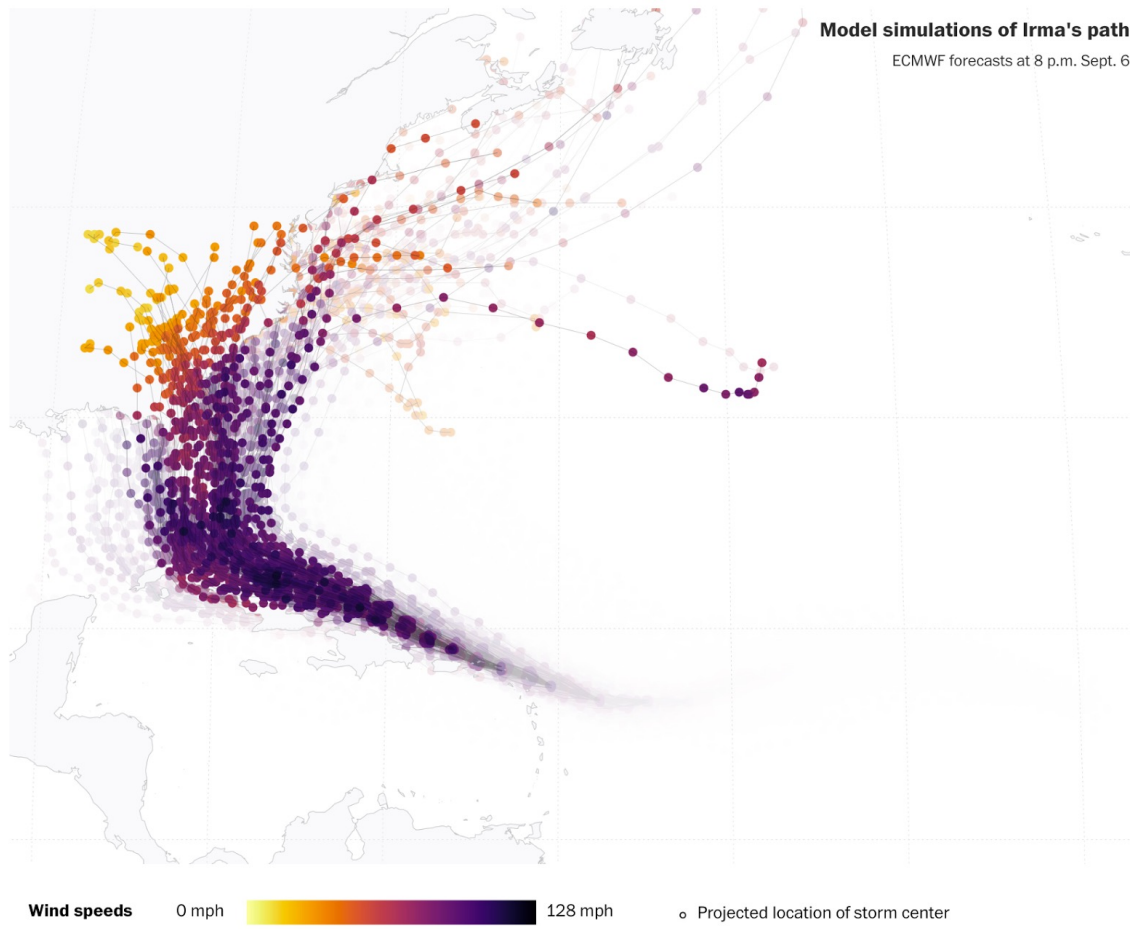 Model simulations of Irma's path
ECMWF forecasts at 8 p.m. Sept. 6
Wind speeds 0 mph 128 mph Projected location of storm center